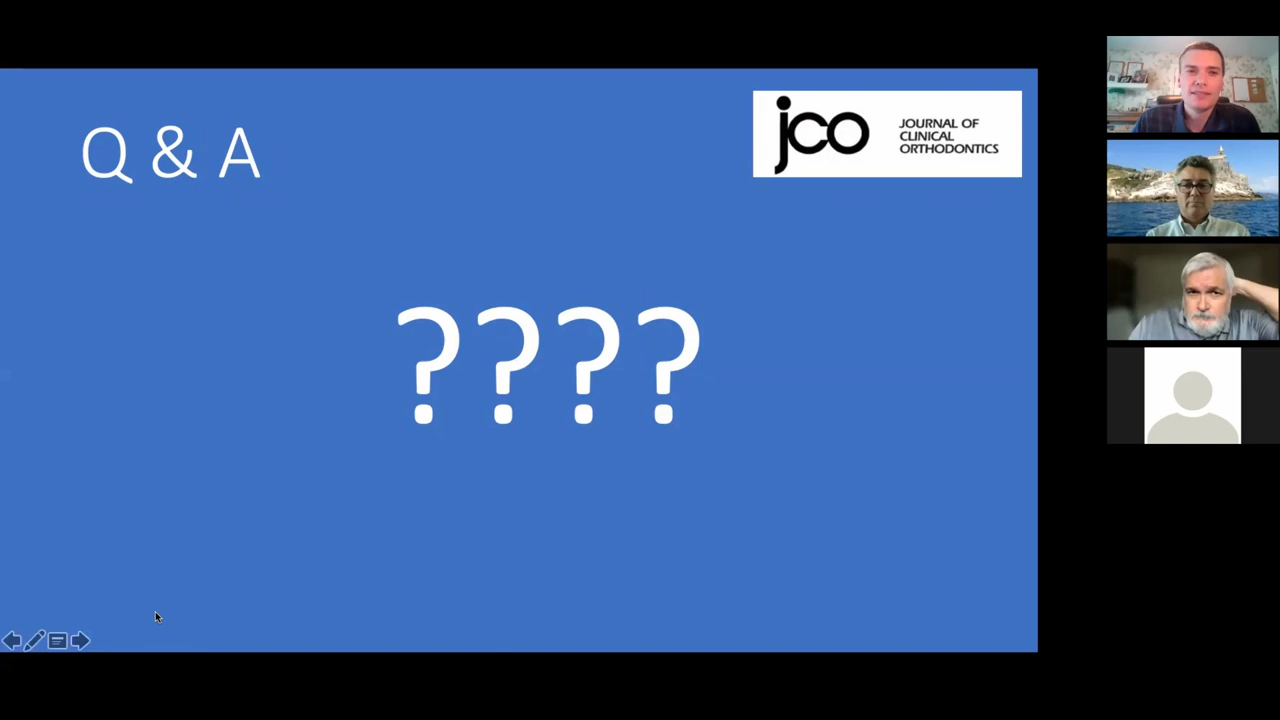 Q & A
jco
JOURNAL OF
CLINICAL
ORTHODONTICS
????